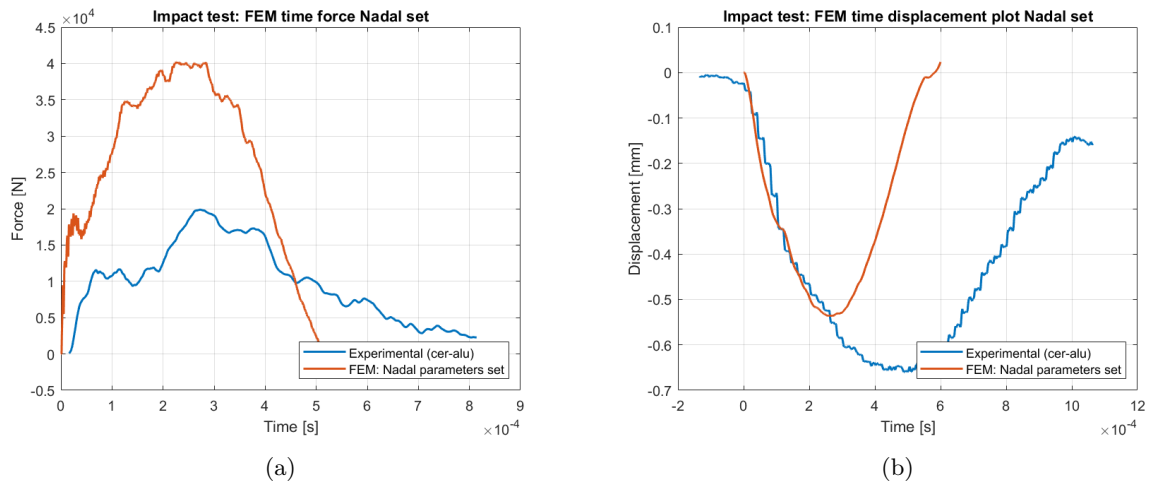 Impact test: FEM time force Nadal set
×10⁴
4.5
4
3.5
3
2.5
2
1.5
1
0.5
0
-0.5
Force [N]
0 1 2 3 4 5 6 7 8 9
Time [s]
×10⁻⁴
Experimental (cer-alu)
FEM: Nadal parameters set
(a)
Impact test: FEM time displacement plot Nadal set
0.1
0
-0.1
-0.2
-0.3
-0.4
-0.5
-0.6
-0.7
Displacement [mm]
-2 0 2 4 6 8 10 12
Time [s]
×10⁻⁴
Experimental (cer-alu)
FEM: Nadal parameters set
(b)